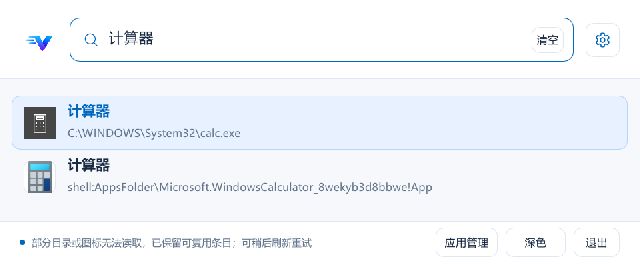 计算器
清空
计算器
C:\WINDOWS\System32\calc.exe
计算器
shell:AppsFolder\Microsoft.WindowsCalculator_8wekyb3d8bbwe!App
部分目录或图标无法读取，已保留可复用条目；可稍后刷新重试
应用管理
深色
退出